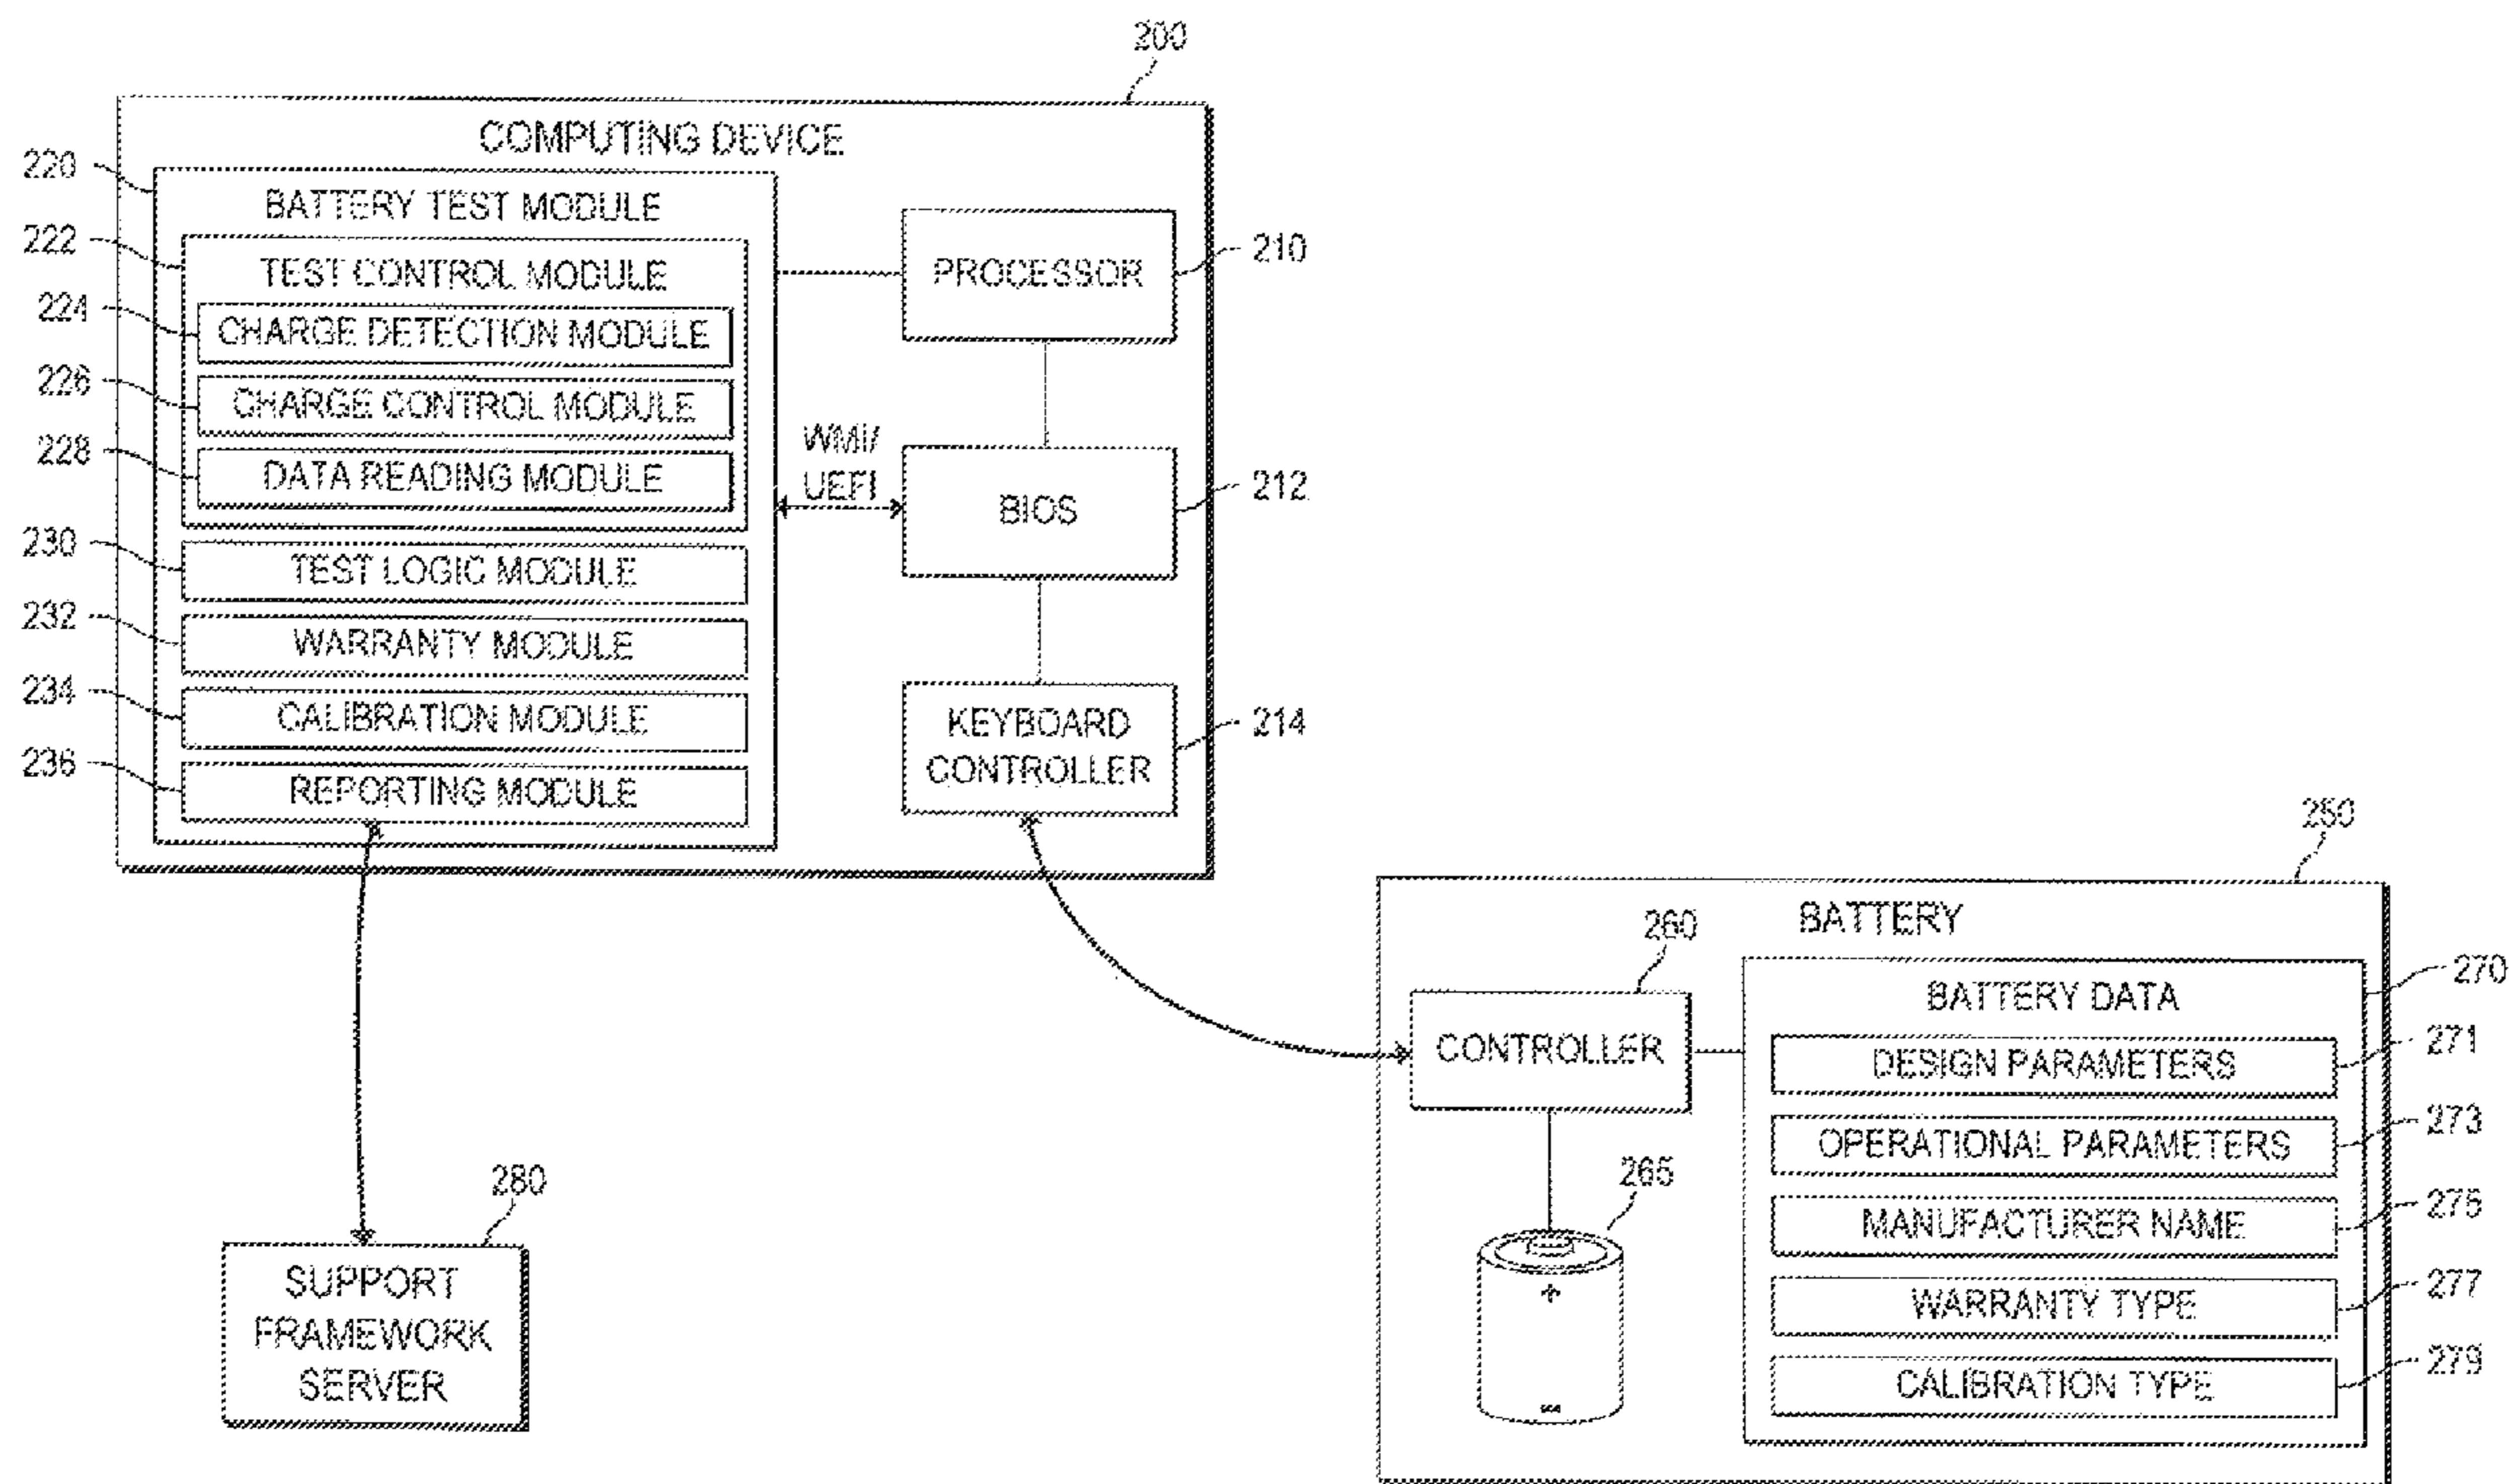 200
COMPUTING DEVICE
220
BATTERY TEST MODULE
222
TEST CONTROL MODULE
224
CHARGE DETECTION MODULE
226
CHARGE CONTROL MODULE
228
DATA READING MODULE
230
TEST LOGIC MODULE
232
WARRANTY MODULE
234
CALIBRATION MODULE
236
REPORTING MODULE
PROCESSOR
210
WMI/
UEFI
BIOS
212
KEYBOARD
CONTROLLER
214
250
BATTERY
260
CONTROLLER
265
+
-
270
BATTERY DATA
271
DESIGN PARAMETERS
273
OPERATIONAL PARAMETERS
275
MANUFACTURER NAME
277
WARRANTY TYPE
279
CALIBRATION TYPE
280
SUPPORT
FRAMEWORK
SERVER